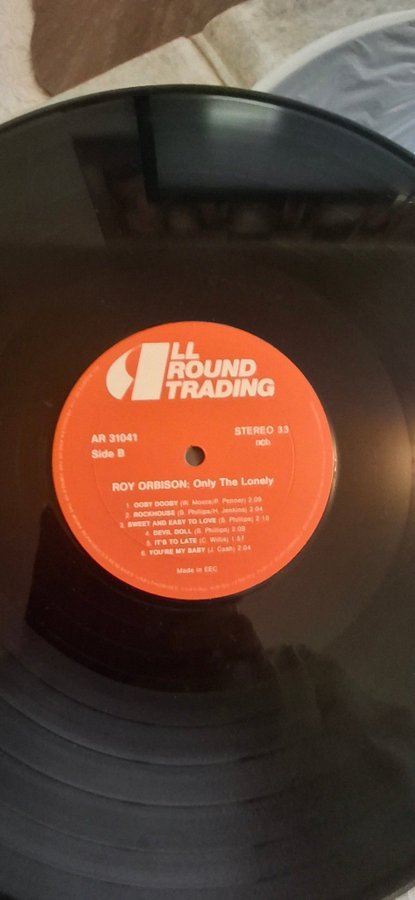 ALL
ROUND
TRADING
AR 31041
STEREO 33
Side B
ncb
ROY ORBISON: Only The Lonely
1. OOBY DOOBY (W. Moore/P. Penner) 2:09
2. ROCKHOUSE (S. Phillips/H. Jenkins) 2:04
3. SWEET AND EASY TO LOVE (S. Phillips) 2:10
4. DEVIL DOLL (S. Phillips) 2:09
5. IT'S TO LATE (C. Willis) 1:57
6. YOU'RE MY BABY (J. Cash) 2:04
Made in EEC